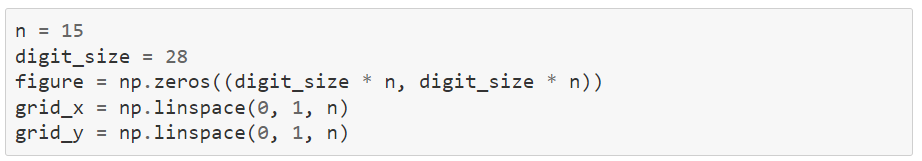 n = 15
digit_size = 28
figure = np.zeros((digit_size * n, digit_size * n))
grid_x = np.linspace(0, 1, n)
grid_y = np.linspace(0, 1, n)